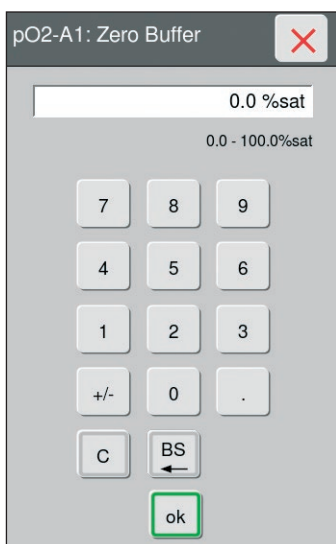 pO2-A1: Zero Buffer
0.0 %sat
0.0 - 100.0%sat
7 8 9
4 5 6
1 2 3
+/- 0 .
C BS
ok